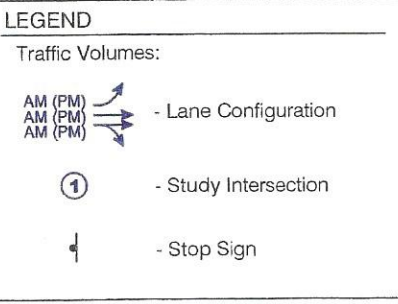 LEGEND
Traffic Volumes:
AM (PM)
AM (PM) - Lane Configuration
AM (PM)
1 - Study Intersection
- Stop Sign